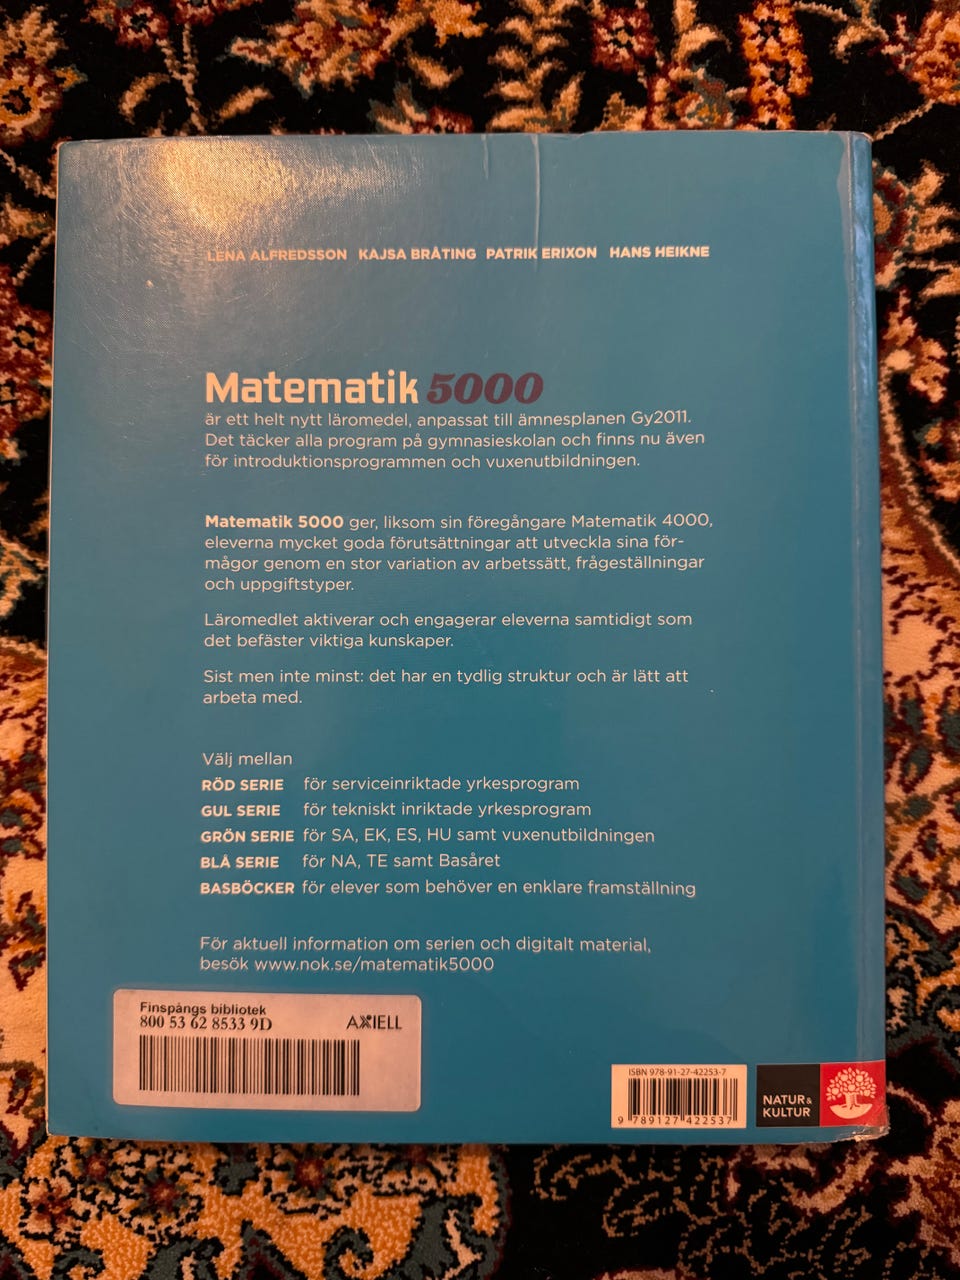 LENA ALFREDSSON KAJSA BRÅTING PATRIK ERIXON HANS HEIKNE
Matematik 5000
är ett helt nytt läromedel, anpassat till ämnesplanen Gy2011.
Det täcker alla program på gymnasieskolan och finns nu även
för introduktionsprogrammen och vuxenutbildningen.
Matematik 5000 ger, liksom sin föregångare Matematik 4000,
eleverna mycket goda förutsättningar att utveckla sina för-
mågor genom en stor variation av arbetssätt, frågeställningar
och uppgiftstyper.
Läromedlet aktiverar och engagerar eleverna samtidigt som
det befäster viktiga kunskaper.
Sist men inte minst: det har en tydlig struktur och är lätt att
arbeta med.
Välj mellan
RÖD SERIE för serviceinriktade yrkesprogram
GUL SERIE för tekniskt inriktade yrkesprogram
GRÖN SERIE för SA, EK, ES, HU samt vuxenutbildningen
BLÅ SERIE för NA, TE samt Basåret
BASBÖCKER för elever som behöver en enklare framställning
För aktuell information om serien och digitalt material,
besök www.nok.se/matematik5000
Finspångs bibliotek
800 53 62 8533 9D AXIELL
ISBN 978-91-27-42253-7
9 789127 422537
NATUR &
KULTUR